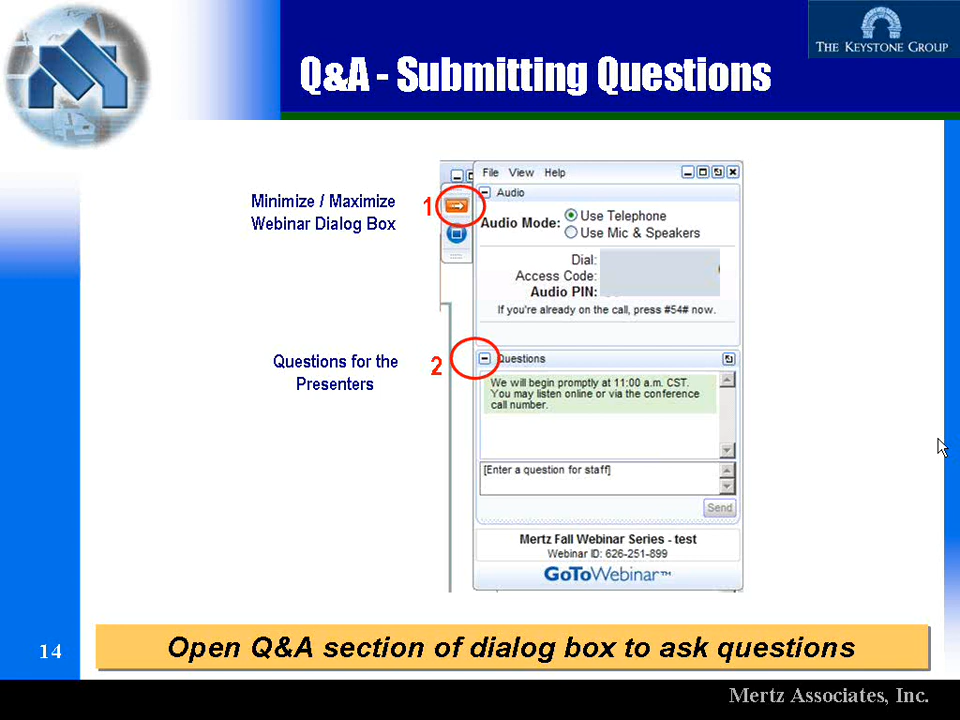 THE KEYSTONE GROUP
Q&A - Submitting Questions
Minimize / Maximize
Webinar Dialog Box
1
File View Help
Audio
Audio Mode: Use Telephone
Use Mic & Speakers
Dial:
Access Code:
Audio PIN:
If you're already on the call, press #54# now.
Questions for the
Presenters
2
Questions
We will begin promptly at 11:00 a.m. CST.
You may listen online or via the conference
call number.
[Enter a question for staff]
Send
Mertz Fall Webinar Series - test
Webinar ID: 626-251-899
GoToWebinar™
14
Open Q&A section of dialog box to ask questions
Mertz Associates, Inc.